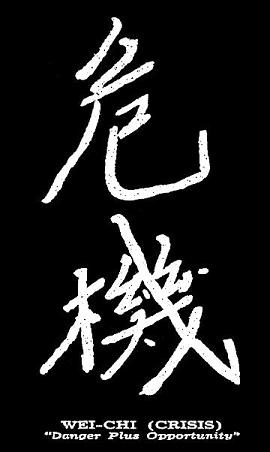 危
機
WEI-CHI (CRISIS)
"Danger Plus Opportunity"